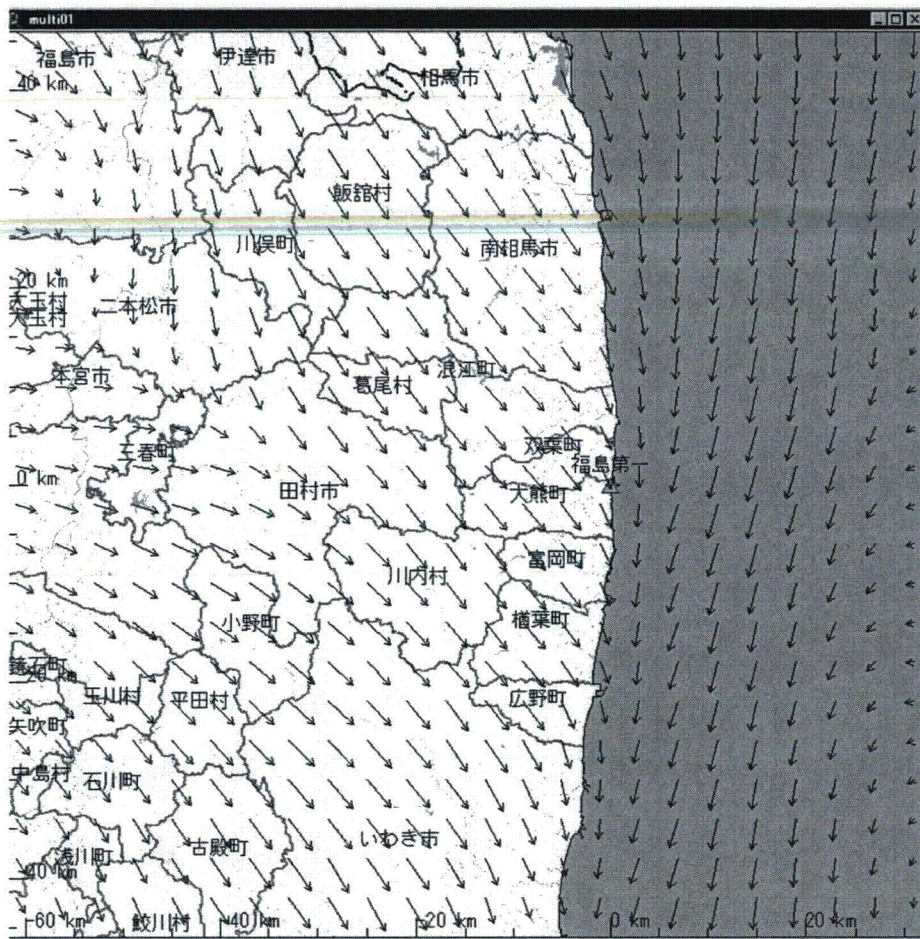 multi01
福島市
伊達市
相馬市
40 km
飯舘村
川俣町
南相馬市
20 km
大玉村
大玉村
二本松市
本宮市
葛尾村
浪江町
三春町
双葉町
福島第一
0 km
田村市
大熊町
富岡町
川内村
小野町
楢葉町
鏡石町
-20 km
玉川村
平田村
広野町
矢吹町
中島村
石川町
浅川町
古殿町
いわき市
-40 km
-60 km
鮫川村
-40 km
-20 km
0 km
20 km